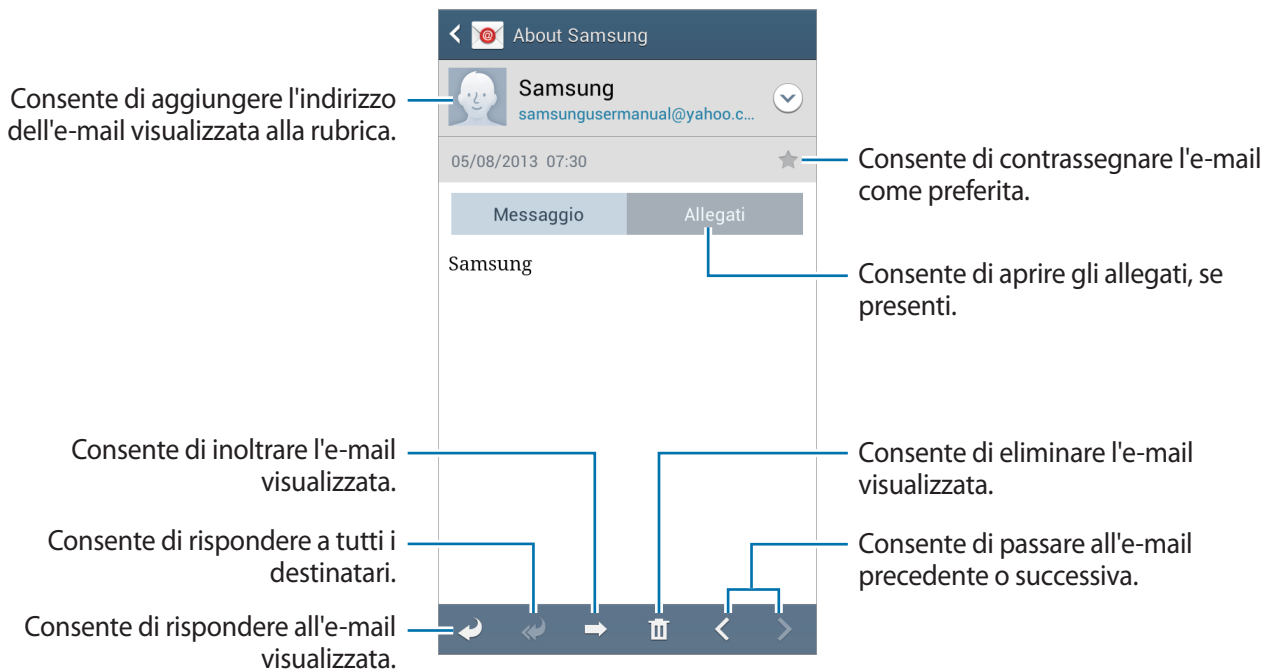 About Samsung
Samsung
samsungusermanual@yahoo.c...
05/08/2013 07:30
Messaggio
Allegati
Samsung
Consente di aggiungere l'indirizzo
dell'e-mail visualizzata alla rubrica.
Consente di contrassegnare l'e-mail
come preferita.
Consente di aprire gli allegati, se
presenti.
Consente di inoltrare l'e-mail
visualizzata.
Consente di eliminare l'e-mail
visualizzata.
Consente di rispondere a tutti i
destinatari.
Consente di passare all'e-mail
precedente o successiva.
Consente di rispondere all'e-mail
visualizzata.